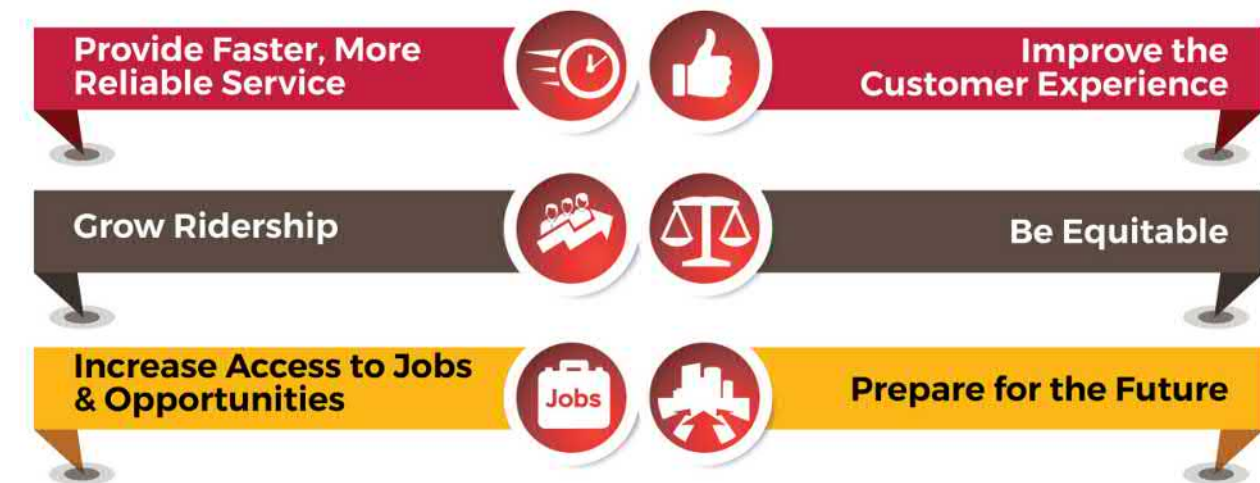 Provide Faster, More
Reliable Service
Improve the
Customer Experience
Grow Ridership
Be Equitable
Increase Access to Jobs
& Opportunities
Jobs
Prepare for the Future